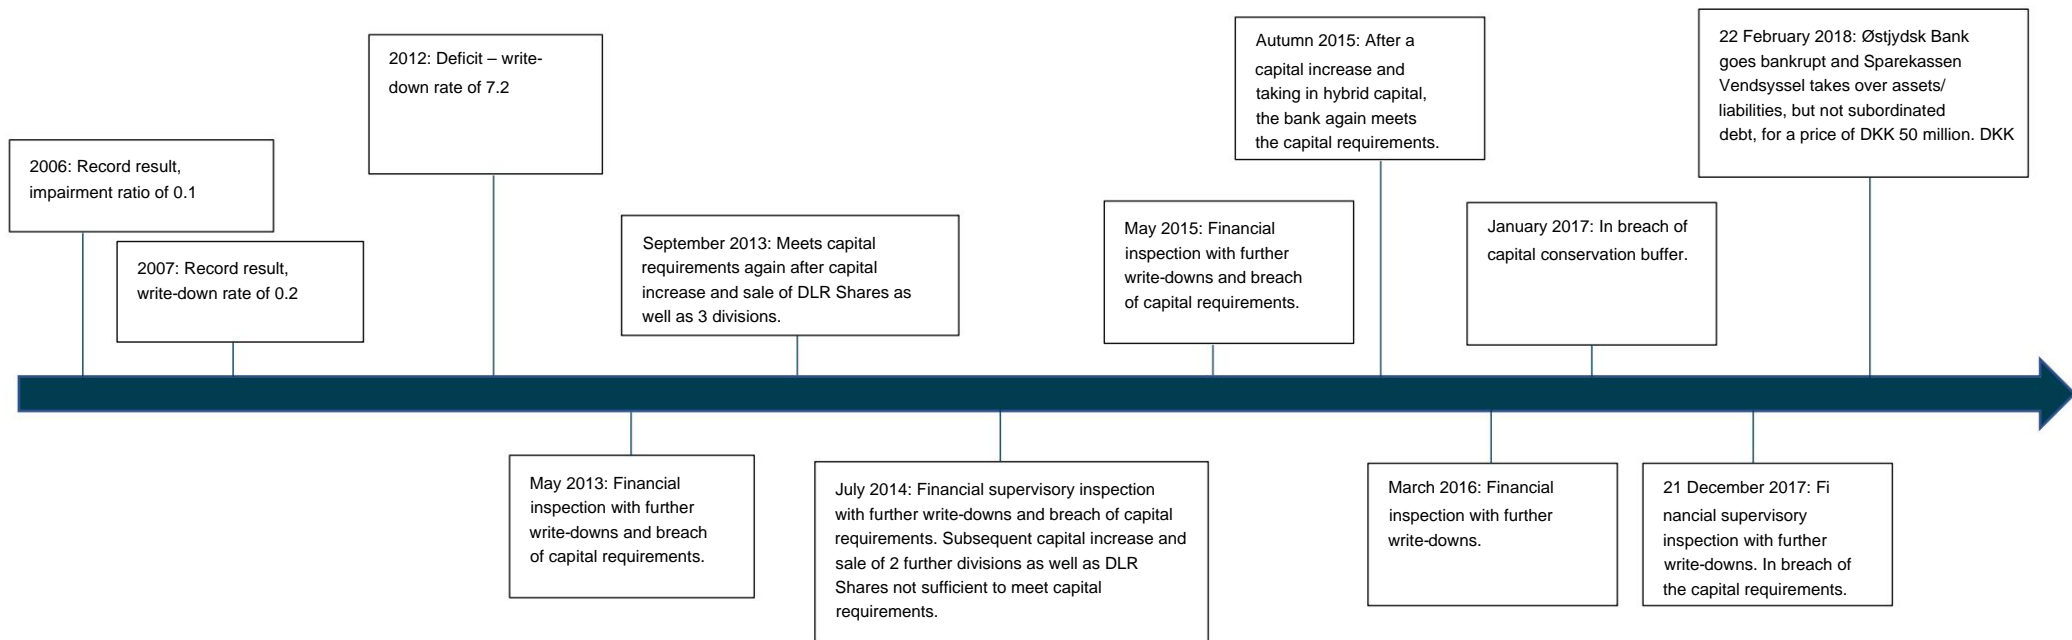 2006: Record result,
impairment ratio of 0.1
2007: Record result,
write-down rate of 0.2
2012: Deficit – write-
down rate of 7.2
May 2013: Financial
inspection with further
write-downs and breach
of capital requirements.
September 2013: Meets capital
requirements again after capital
increase and sale of DLR Shares as
well as 3 divisions.
July 2014: Financial supervisory inspection
with further write-downs and breach of capital
requirements. Subsequent capital increase and
sale of 2 further divisions as well as DLR
Shares not sufficient to meet capital
requirements.
May 2015: Financial
inspection with further
write-downs and breach
of capital requirements.
Autumn 2015: After a
capital increase and
taking in hybrid capital,
the bank again meets
the capital requirements.
March 2016: Financial
inspection with further
write-downs.
January 2017: In breach of
capital conservation buffer.
21 December 2017: Fi
nancial supervisory
inspection with further
write-downs. In breach of
the capital requirements.
22 February 2018: Østjydsk Bank
goes bankrupt and Sparekassen
Vendsyssel takes over assets/
liabilities, but not subordinated
debt, for a price of DKK 50 million. DKK